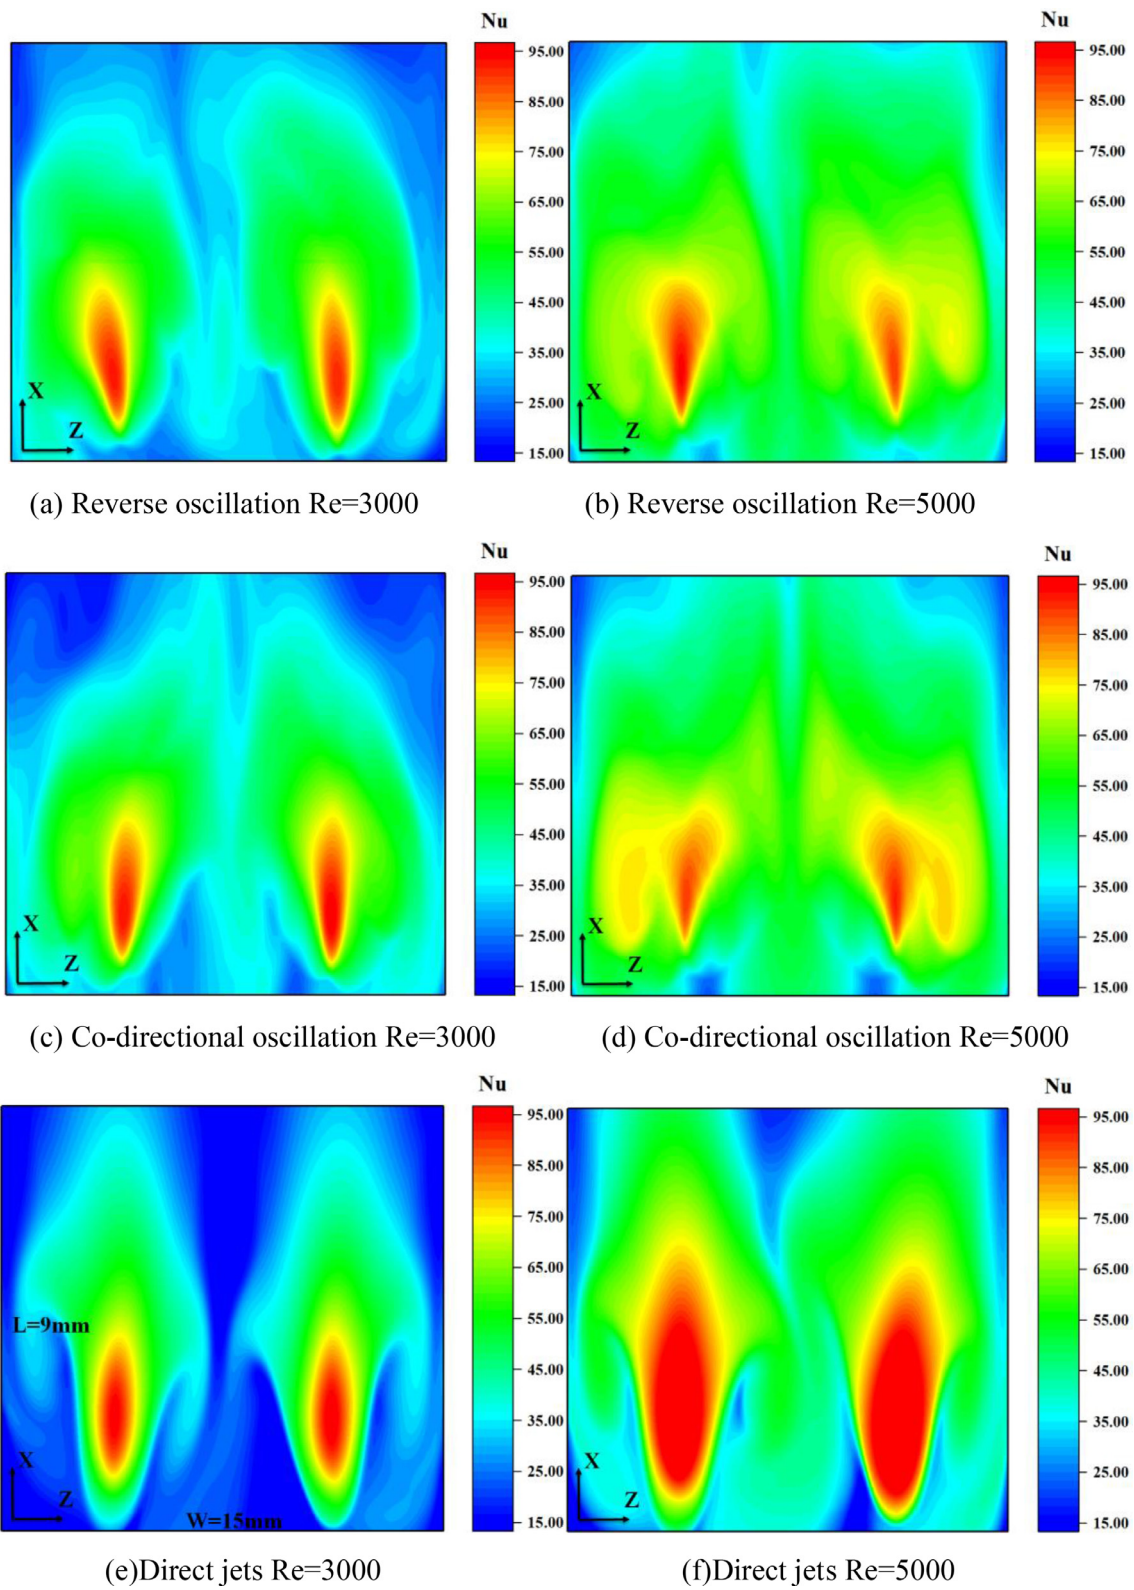 Nu
95.00
85.00
75.00
65.00
55.00
45.00
35.00
25.00
15.00
X
Z
(a) Reverse oscillation Re=3000
Nu
95.00
85.00
75.00
65.00
55.00
45.00
35.00
25.00
15.00
X
Z
(b) Reverse oscillation Re=5000
Nu
95.00
85.00
75.00
65.00
55.00
45.00
35.00
25.00
15.00
X
Z
(c) Co-directional oscillation Re=3000
Nu
95.00
85.00
75.00
65.00
55.00
45.00
35.00
25.00
15.00
X
Z
(d) Co-directional oscillation Re=5000
Nu
95.00
85.00
75.00
65.00
55.00
45.00
35.00
25.00
15.00
L=9mm
X
Z
W=15mm
(e)Direct jets Re=3000
Nu
95.00
85.00
75.00
65.00
55.00
45.00
35.00
25.00
15.00
X
Z
(f)Direct jets Re=5000